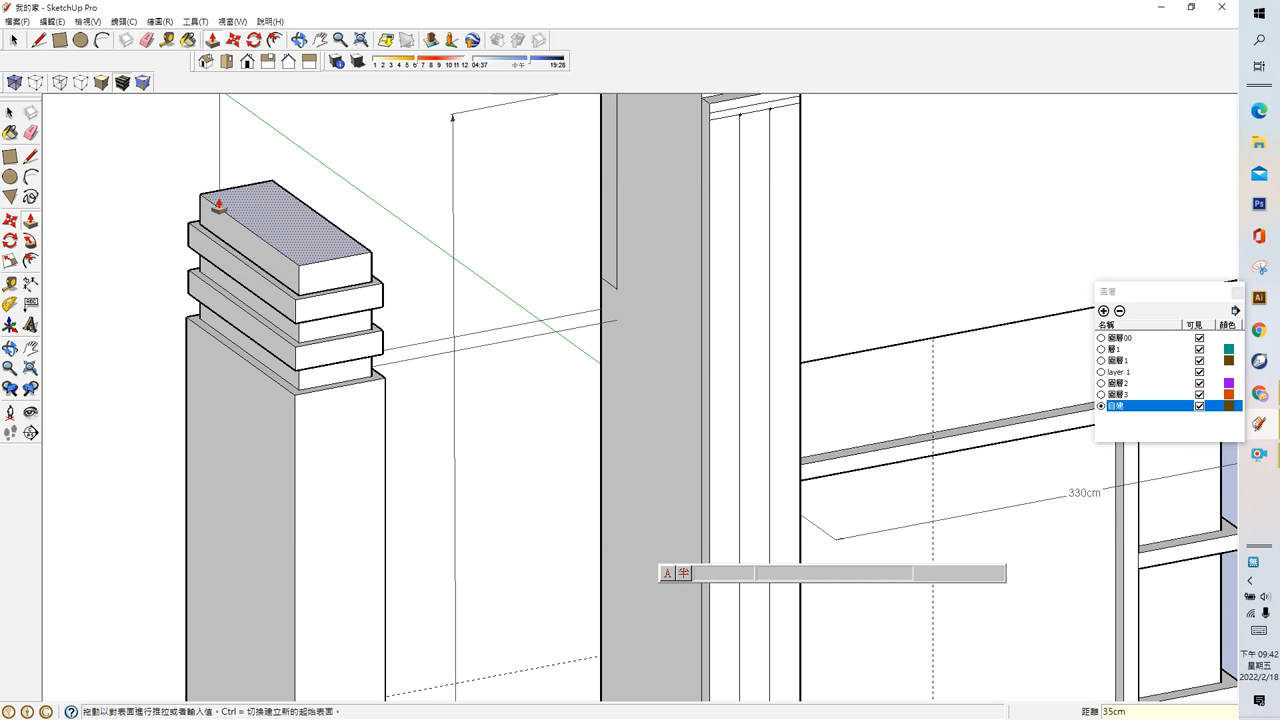 我的家 - SketchUp Pro
檔案(F) 編輯(E) 檢視(V) 鏡頭(C) 繪圖(R) 工具(T) 視窗(W) 說明(H)
1 2 3 4 5 6 7 8 9 10 11 12 04:37 中午 19:28
ABC
圖層
名稱 可見 顏色
圖層00
層1
圖層1
layer 1
圖層2
圖層3
自建
330cm
A 半
Ps
Ai
無
下午 09:42
星期五
2022/2/18
拖動以對表面進行推拉或者輸入值。Ctrl = 切換建立新的起始表面。
距離 35cm